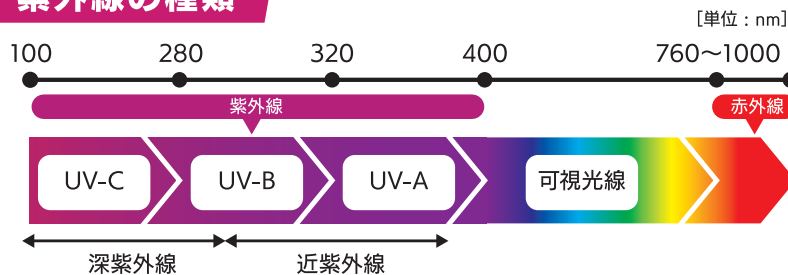 紫外線の種類
[単位：nm]
100 280 320 400 760～1000
紫外線 赤外線
UV-C UV-B UV-A 可視光線
深紫外線 近紫外線